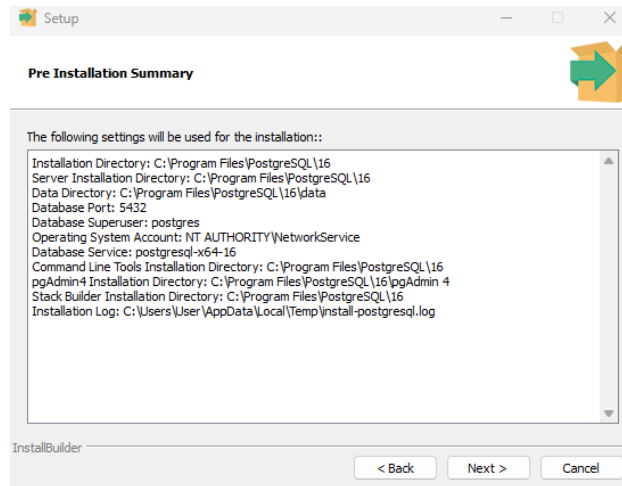 Setup
Pre Installation Summary
The following settings will be used for the installation::
Installation Directory: C:\Program Files\PostgreSQL\16
Server Installation Directory: C:\Program Files\PostgreSQL\16
Data Directory: C:\Program Files\PostgreSQL\16\data
Database Port: 5432
Database Superuser: postgres
Operating System Account: NT AUTHORITY\NetworkService
Database Service: postgresql-x64-16
Command Line Tools Installation Directory: C:\Program Files\PostgreSQL\16
pgAdmin4 Installation Directory: C:\Program Files\PostgreSQL\16\pgAdmin 4
Stack Builder Installation Directory: C:\Program Files\PostgreSQL\16
Installation Log: C:\Users\User\AppData\Local\Temp\install-postgresql.log
InstallBuilder
< Back Next > Cancel